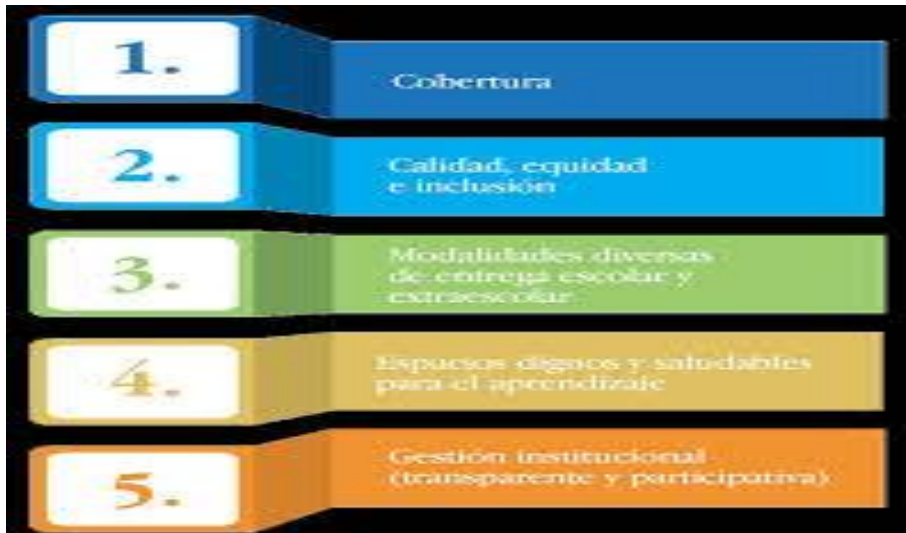 1.
Cobertura
2.
Calidad, equidad
e inclusión
3.
Modalidades diversas
de entrega escolar y
extraescolar
4.
Espacios dignos y saludables
para el aprendizaje
5.
Gestión institucional
(transparente y participativa)